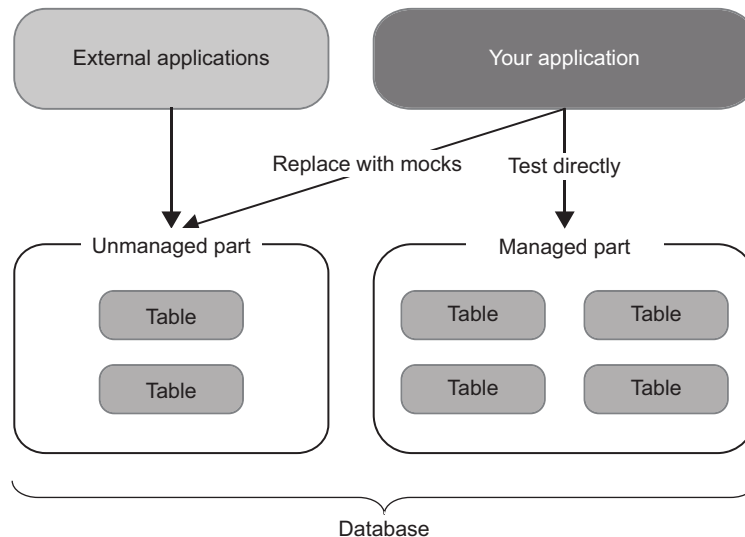 External applications
Your application
Replace with mocks
Test directly
Unmanaged part
Managed part
Table
Table
Table
Table
Table
Table
Database